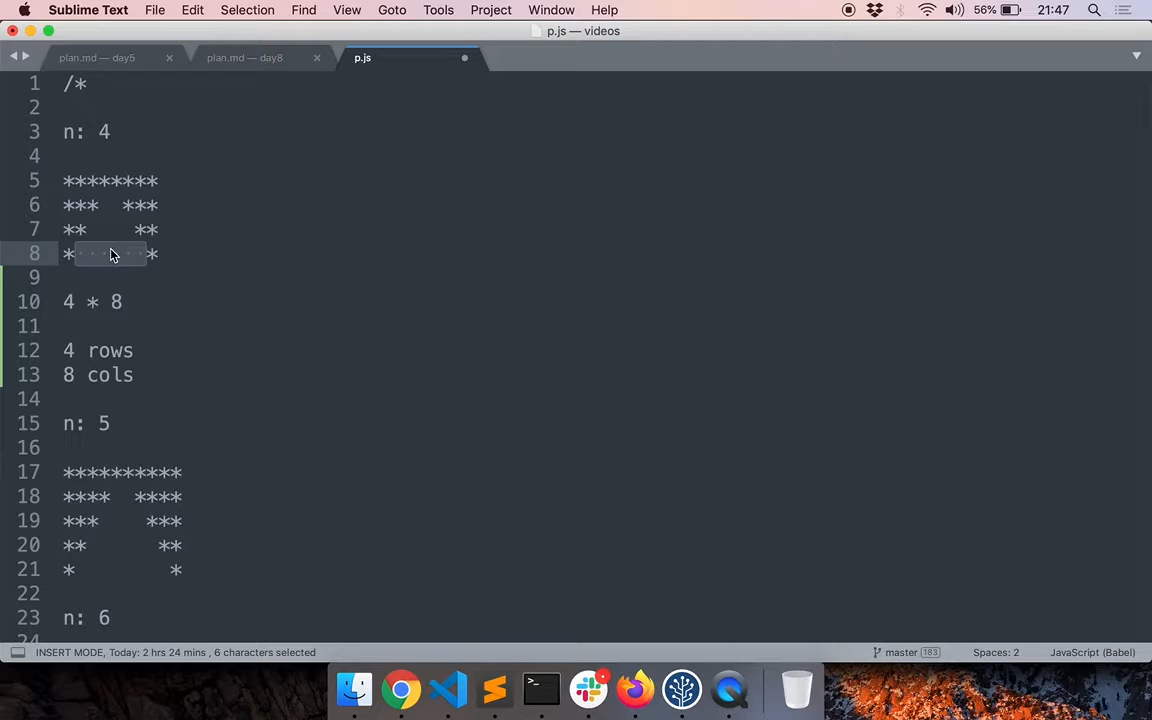 Sublime Text File Edit Selection Find View Goto Tools Project Window Help 56% 21:47
p.js — videos
plan.md — day5 plan.md — day8 p.js
1 /*
2
3 n: 4
4
5 ********
6 ***  ***
7 **    **
8 *······*
9
10 4 * 8
11
12 4 rows
13 8 cols
14
15 n: 5
16
17 **********
18 ****  ****
19 ***    ***
20 **      **
21 *        *
22
23 n: 6
24
INSERT MODE, Today: 2 hrs 24 mins , 6 characters selected master 183 Spaces: 2 JavaScript (Babel)